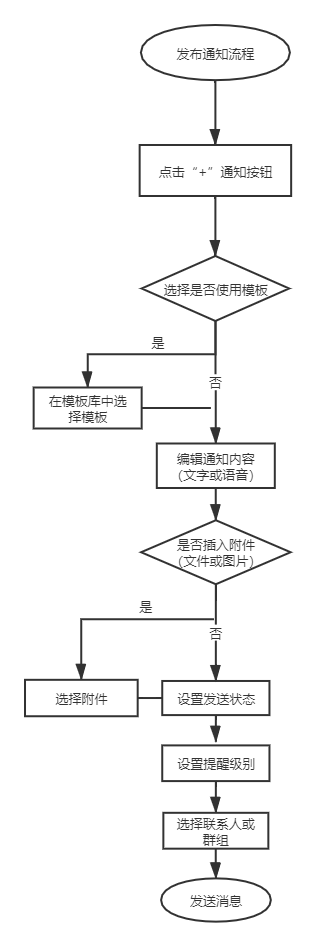 发布通知流程
点击“+”通知按钮
选择是否使用模板
是
否
在模板库中选
择模板
编辑通知内容
（文字或语音）
是否插入附件
（文件或图片）
是
否
选择附件
设置发送状态
设置提醒级别
选择联系人或
群组
发送消息